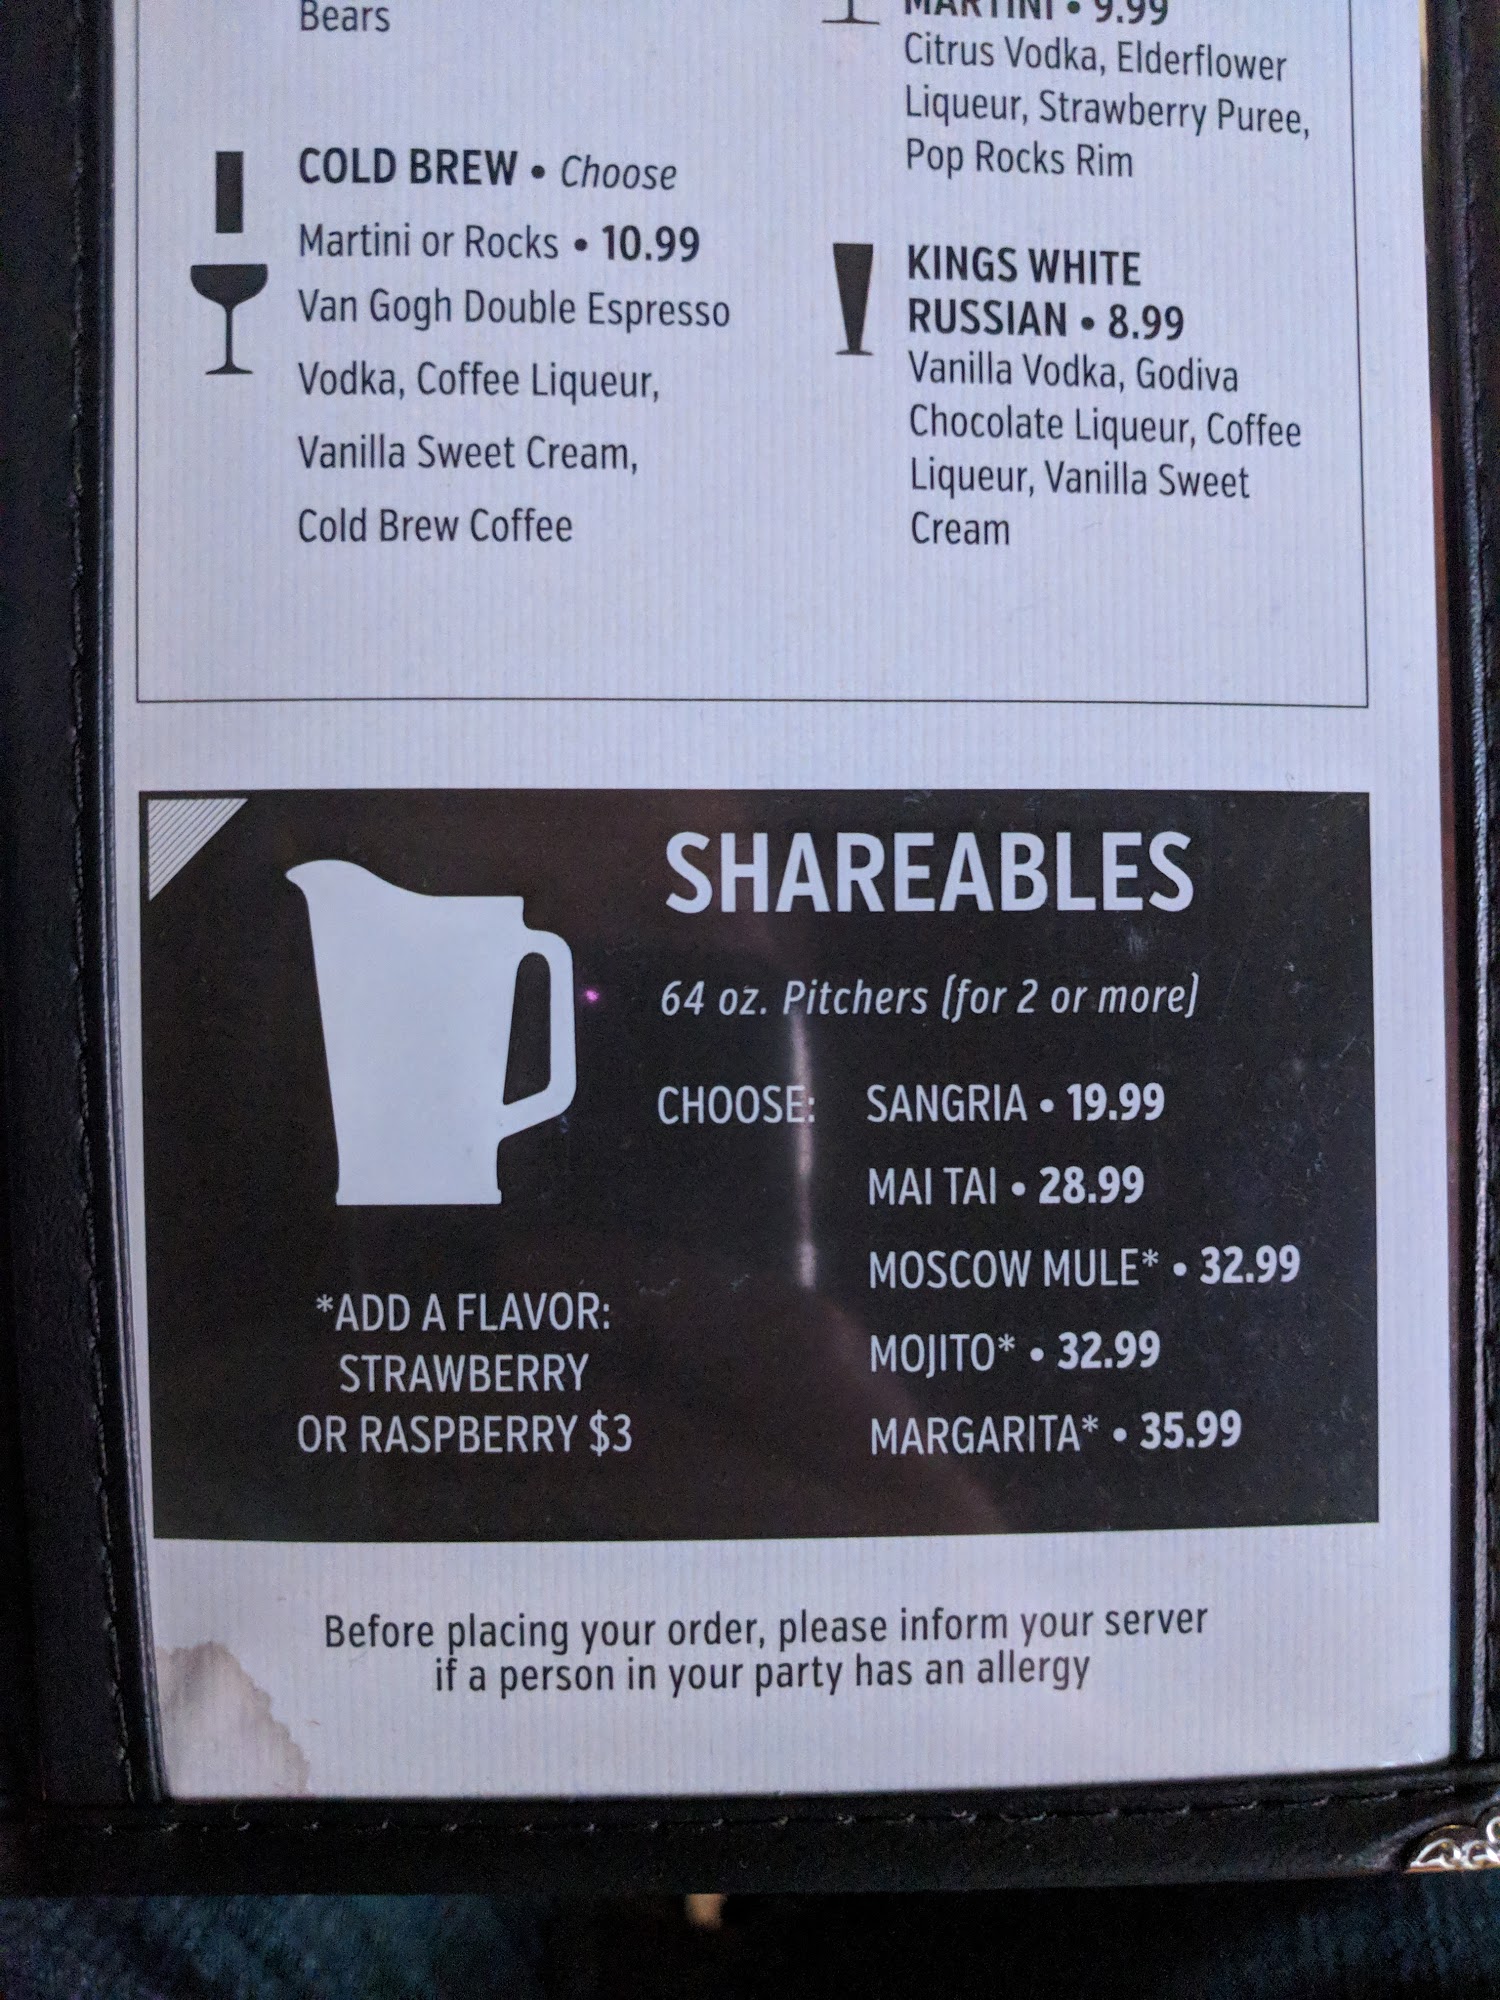 Bears
COLD BREW • Choose
Martini or Rocks • 10.99
Van Gogh Double Espresso
Vodka, Coffee Liqueur,
Vanilla Sweet Cream,
Cold Brew Coffee
MARTINI • 9.99
Citrus Vodka, Elderflower
Liqueur, Strawberry Puree,
Pop Rocks Rim
KINGS WHITE
RUSSIAN • 8.99
Vanilla Vodka, Godiva
Chocolate Liqueur, Coffee
Liqueur, Vanilla Sweet
Cream
SHAREABLES
64 oz. Pitchers (for 2 or more)
CHOOSE: SANGRIA • 19.99
MAI TAI • 28.99
MOSCOW MULE* • 32.99
MOJITO* • 32.99
MARGARITA* • 35.99
*ADD A FLAVOR:
STRAWBERRY
OR RASPBERRY $3
Before placing your order, please inform your server
if a person in your party has an allergy